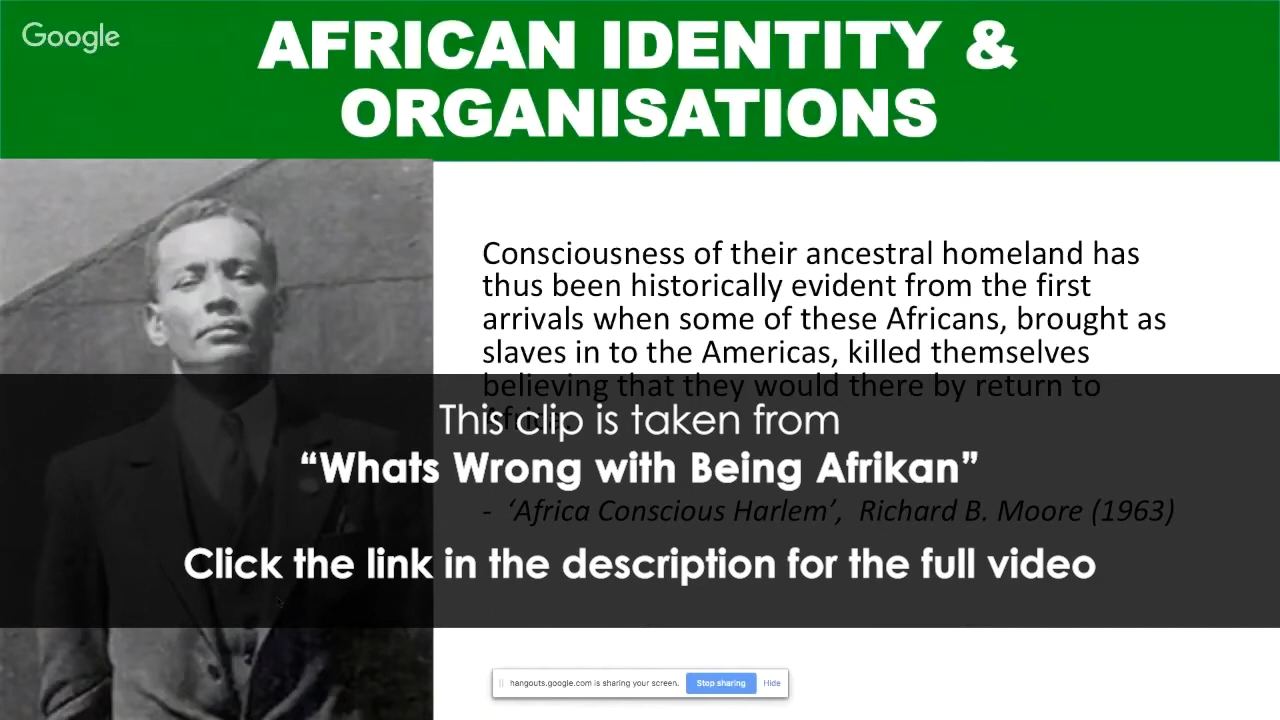 Google
AFRICAN IDENTITY &
ORGANISATIONS
Consciousness of their ancestral homeland has
thus been historically evident from the first
arrivals when some of these Africans, brought as
slaves in to the Americas, killed themselves
believing that they would there by return to
Africa.
This clip is taken from
“Whats Wrong with Being Afrikan”
- ‘Africa Conscious Harlem’, Richard B. Moore (1963)
Click the link in the description for the full video
hangouts.google.com is sharing your screen. Stop sharing Hide